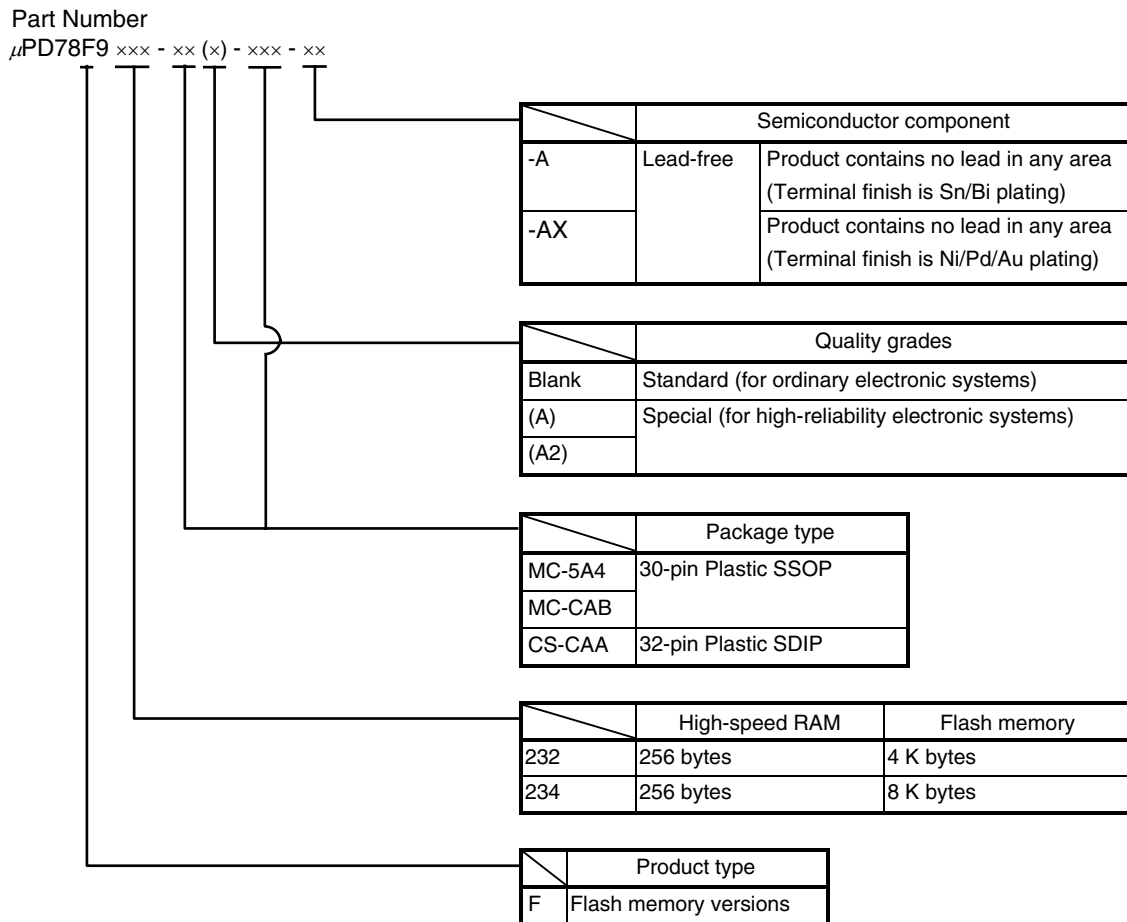 Part Number
μPD78F9 ××× - ×× (×) - ××× - ××
Semiconductor component
-A Lead-free Product contains no lead in any area
(Terminal finish is Sn/Bi plating)
-AX Product contains no lead in any area
(Terminal finish is Ni/Pd/Au plating)
Quality grades
Blank Standard (for ordinary electronic systems)
(A) Special (for high-reliability electronic systems)
(A2)
Package type
MC-5A4 30-pin Plastic SSOP
MC-CAB
CS-CAA 32-pin Plastic SDIP
High-speed RAM Flash memory
232 256 bytes 4 K bytes
234 256 bytes 8 K bytes
Product type
F Flash memory versions